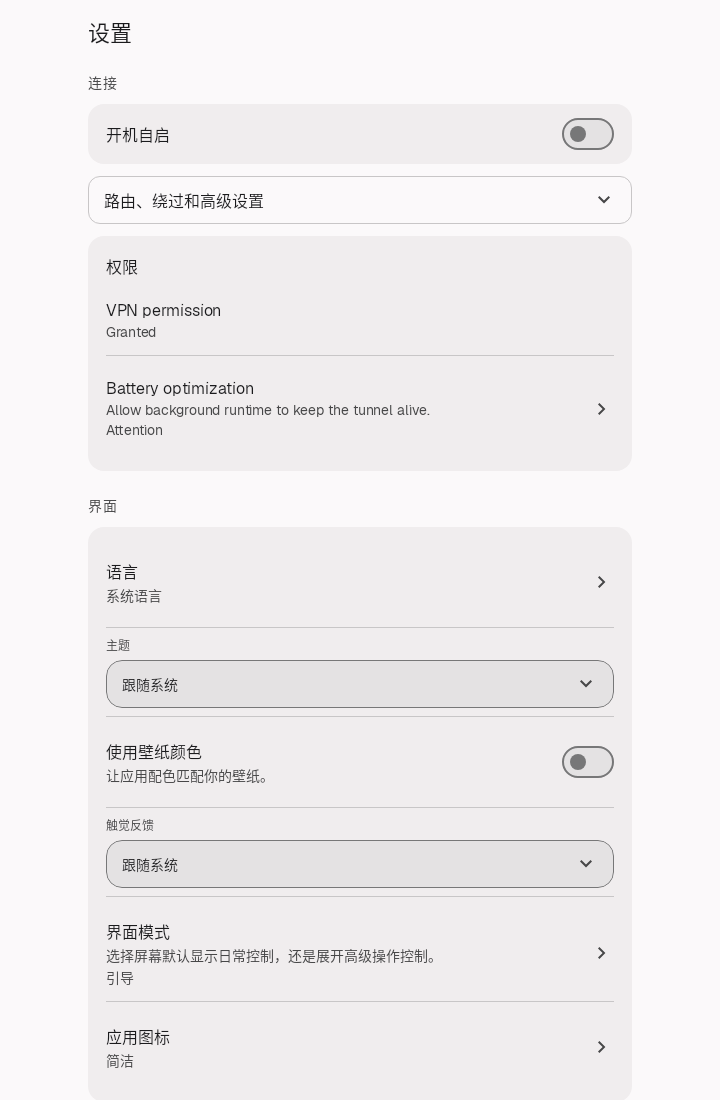 设置
连接
开机自启
路由、绕过和高级设置
权限
VPN permission
Granted
Battery optimization
Allow background runtime to keep the tunnel alive.
Attention
界面
语言
系统语言
主题
跟随系统
使用壁纸颜色
让应用配色匹配你的壁纸。
触觉反馈
跟随系统
界面模式
选择屏幕默认显示日常控制，还是展开高级操作控制。
引导
应用图标
简洁